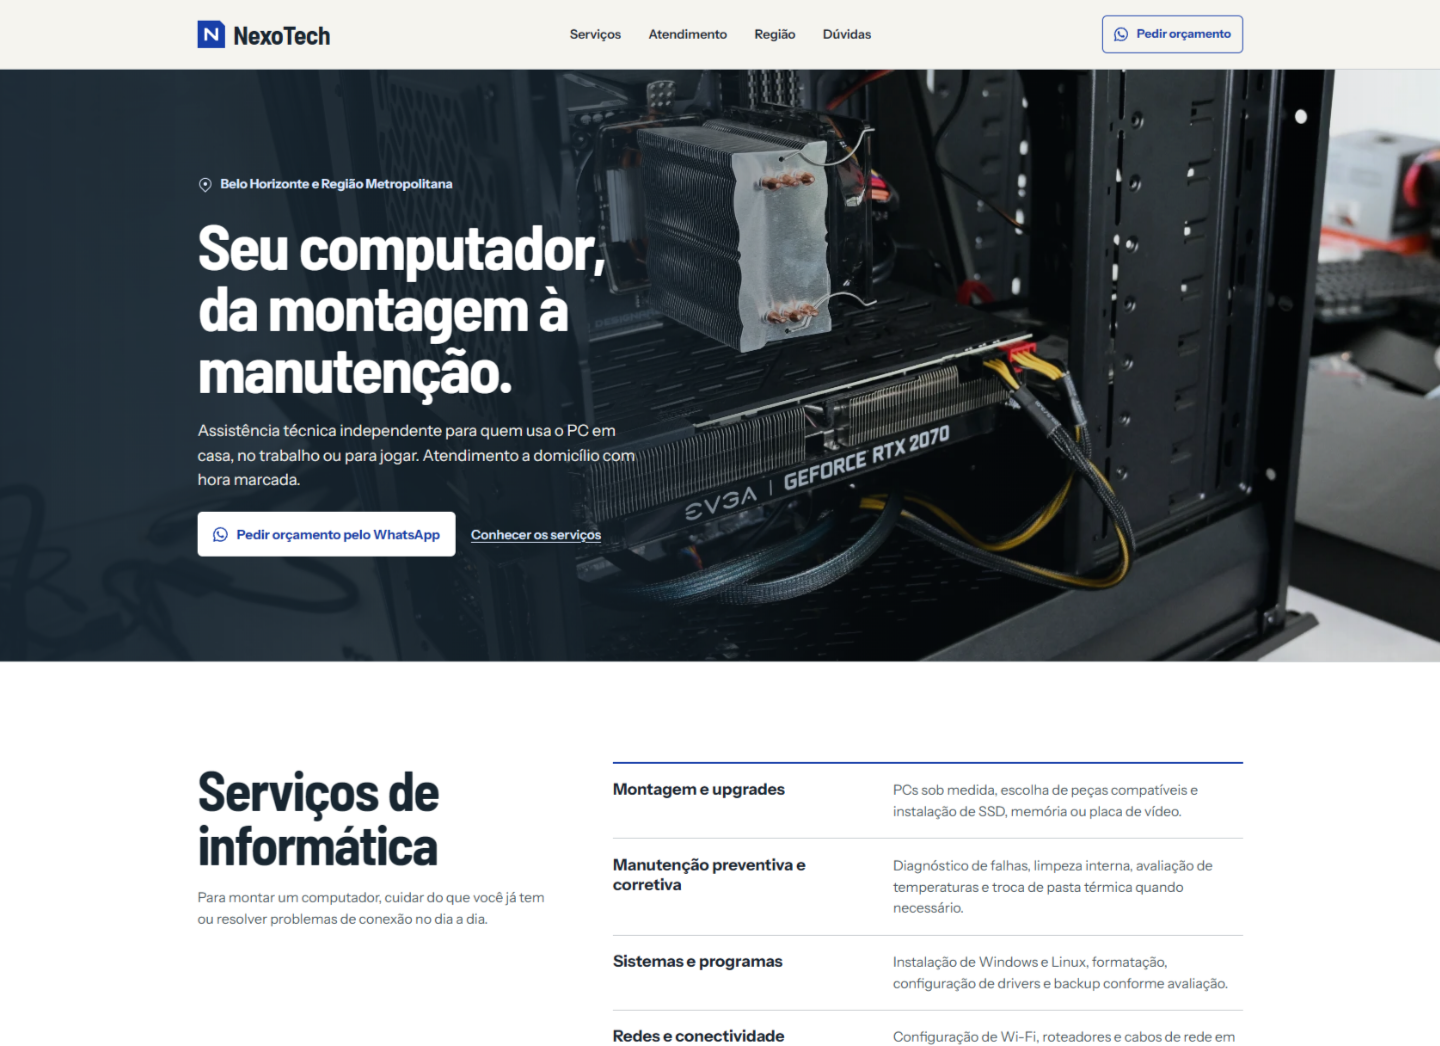 N NexoTech
Serviços Atendimento Região Dúvidas
Pedir orçamento
Belo Horizonte e Região Metropolitana
Seu computador,
da montagem à
manutenção.
Assistência técnica independente para quem usa o PC em
casa, no trabalho ou para jogar. Atendimento a domicílio com
hora marcada.
Pedir orçamento pelo WhatsApp
Conhecer os serviços
EVGA | GEFORCE RTX 2070
Serviços de
informática
Para montar um computador, cuidar do que você já tem
ou resolver problemas de conexão no dia a dia.
Montagem e upgrades
PCs sob medida, escolha de peças compatíveis e
instalação de SSD, memória ou placa de vídeo.
Manutenção preventiva e
corretiva
Diagnóstico de falhas, limpeza interna, avaliação de
temperaturas e troca de pasta térmica quando
necessário.
Sistemas e programas
Instalação de Windows e Linux, formatação,
configuração de drivers e backup conforme avaliação.
Redes e conectividade
Configuração de Wi-Fi, roteadores e cabos de rede em